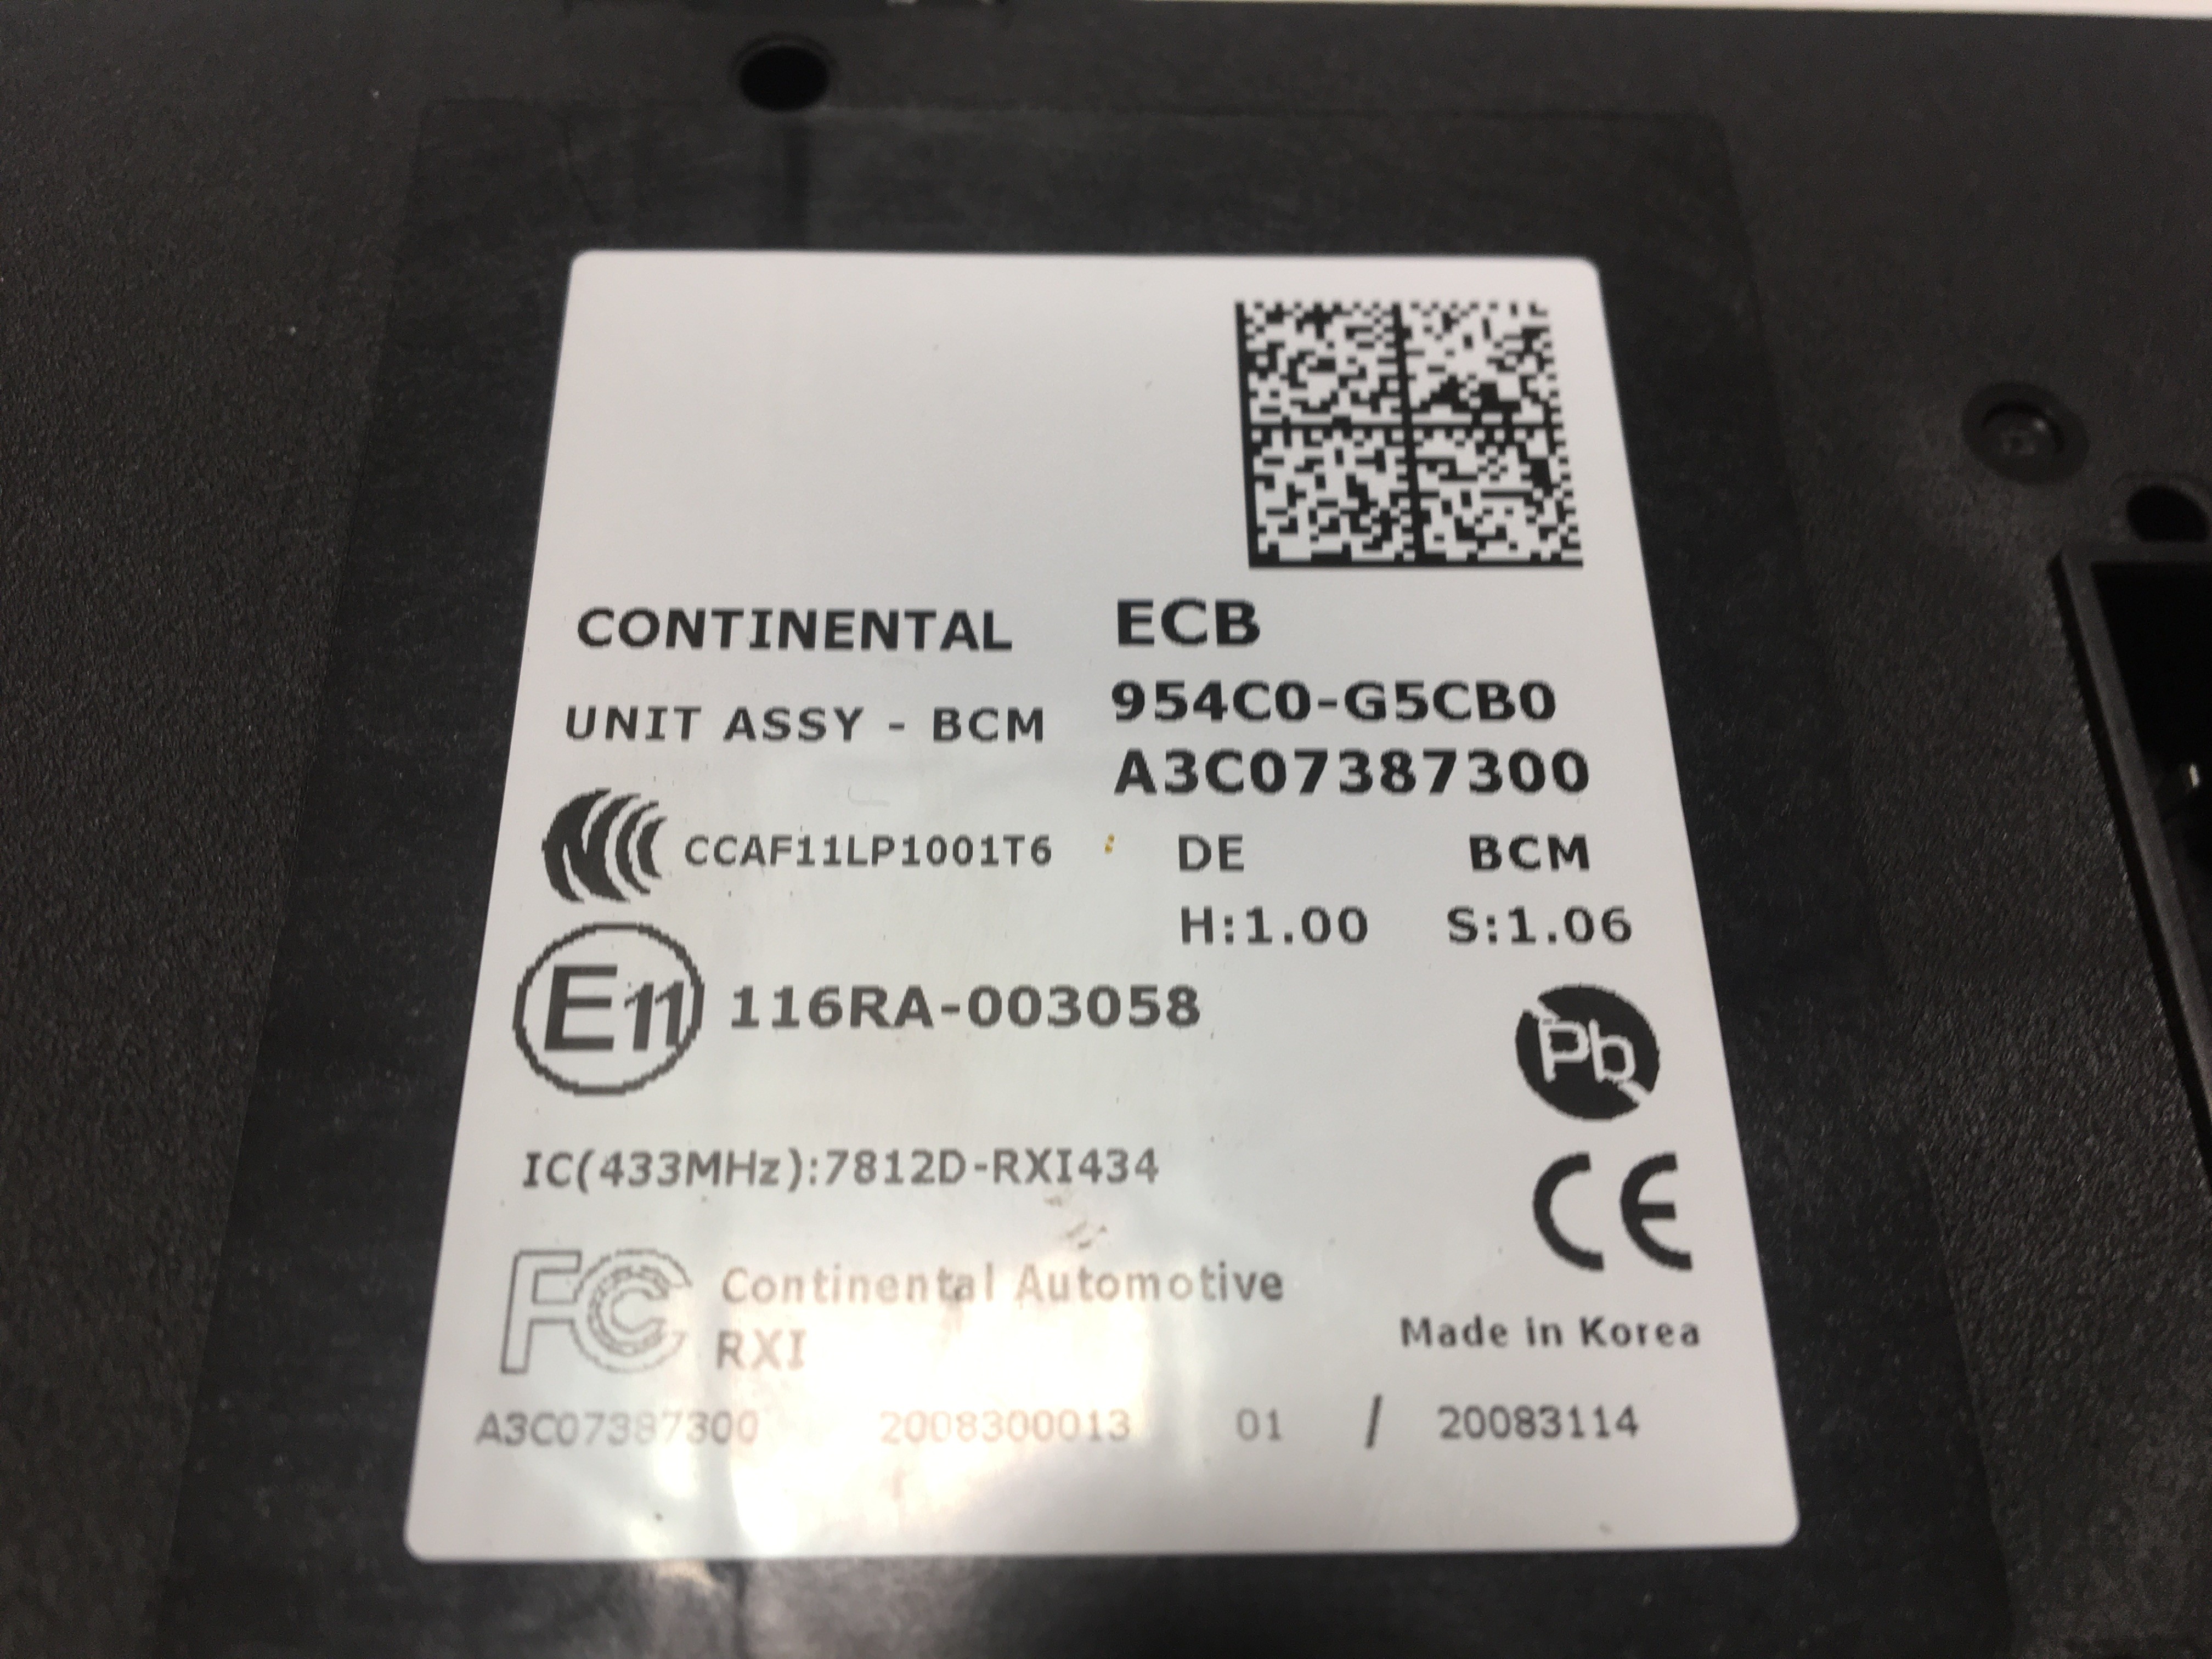 CONTINENTAL ECB
UNIT ASSY - BCM 954C0-G5CB0
A3C07387300
CCAF11LP1001T6 DE BCM
H:1.00 S:1.06
E11 116RA-003058
Pb
IC(433MHz):7812D-RXI434
CE
FC Continental Automotive
RXI
Made in Korea
A3C07387300 2008300013 01 / 20083114